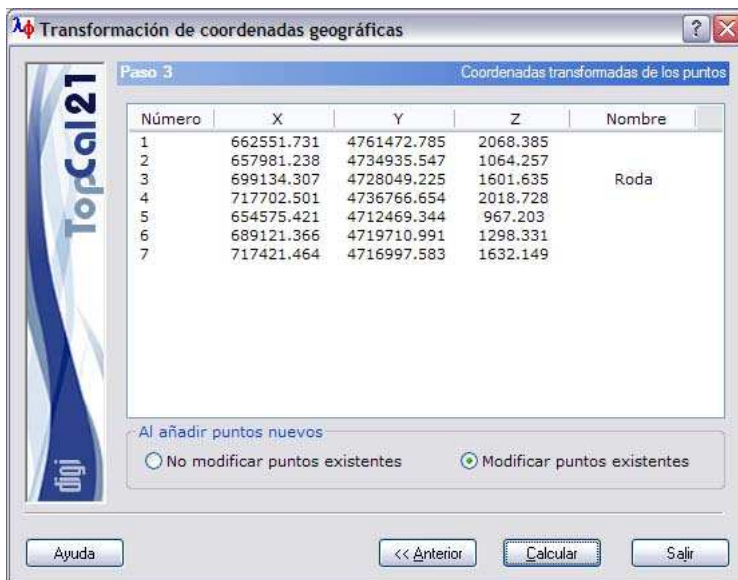 λφ Transformación de coordenadas geográficas
Paso 3 Coordenadas transformadas de los puntos
TopCal21
Número X Y Z Nombre
1 662551.731 4761472.785 2068.385
2 657981.238 4734935.547 1064.257
3 699134.307 4728049.225 1601.635 Roda
4 717702.501 4736766.654 2018.728
5 654575.421 4712469.344 967.203
6 689121.366 4719710.991 1298.331
7 717421.464 4716997.583 1632.149
Al añadir puntos nuevos
No modificar puntos existentes Modificar puntos existentes
Ayuda << Anterior Calcular Salir